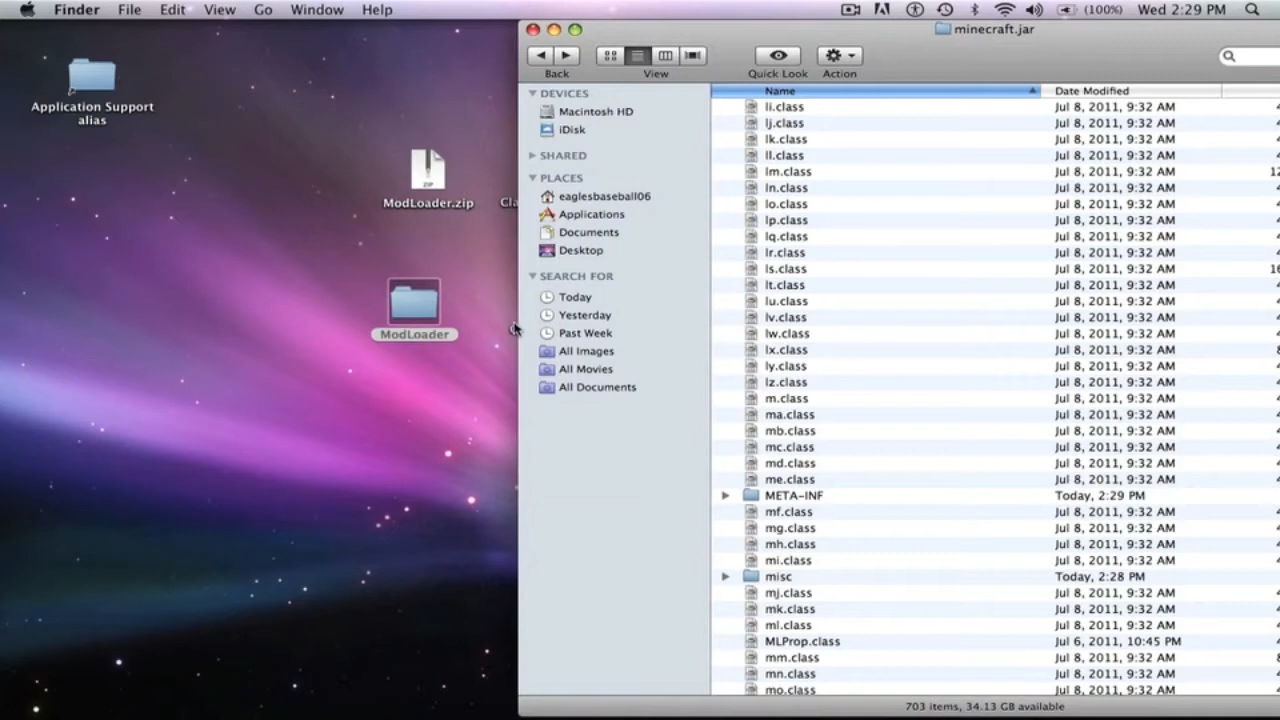 Finder File Edit View Go Window Help (100%) Wed 2:29 PM
Application Support
alias
ZIP
ModLoader.zip
Cla
ModLoader
minecraft.jar
Back View Quick Look Action
DEVICES
Macintosh HD
iDisk
SHARED
PLACES
eaglesbaseball06
Applications
Documents
Desktop
SEARCH FOR
Today
Yesterday
Past Week
All Images
All Movies
All Documents
Name Date Modified
li.class Jul 8, 2011, 9:32 AM
lj.class Jul 8, 2011, 9:32 AM
lk.class Jul 8, 2011, 9:32 AM
ll.class Jul 8, 2011, 9:32 AM
lm.class Jul 8, 2011, 9:32 AM 12
ln.class Jul 8, 2011, 9:32 AM
lo.class Jul 8, 2011, 9:32 AM
lp.class Jul 8, 2011, 9:32 AM
lq.class Jul 8, 2011, 9:32 AM
lr.class Jul 8, 2011, 9:32 AM
ls.class Jul 8, 2011, 9:32 AM
lt.class Jul 8, 2011, 9:32 AM
lu.class Jul 8, 2011, 9:32 AM
lv.class Jul 8, 2011, 9:32 AM
lw.class Jul 8, 2011, 9:32 AM
lx.class Jul 8, 2011, 9:32 AM
ly.class Jul 8, 2011, 9:32 AM
lz.class Jul 8, 2011, 9:32 AM
m.class Jul 8, 2011, 9:32 AM
ma.class Jul 8, 2011, 9:32 AM
mb.class Jul 8, 2011, 9:32 AM
mc.class Jul 8, 2011, 9:32 AM
md.class Jul 8, 2011, 9:32 AM
me.class Jul 8, 2011, 9:32 AM
META-INF Today, 2:29 PM
mf.class Jul 8, 2011, 9:32 AM
mg.class Jul 8, 2011, 9:32 AM
mh.class Jul 8, 2011, 9:32 AM
mi.class Jul 8, 2011, 9:32 AM
misc Today, 2:28 PM
mj.class Jul 8, 2011, 9:32 AM
mk.class Jul 8, 2011, 9:32 AM
ml.class Jul 8, 2011, 9:32 AM
MLProp.class Jul 6, 2011, 10:45 PM
mm.class Jul 8, 2011, 9:32 AM
mn.class Jul 8, 2011, 9:32 AM
mo.class Jul 8, 2011, 9:32 AM
703 items, 34.13 GB available